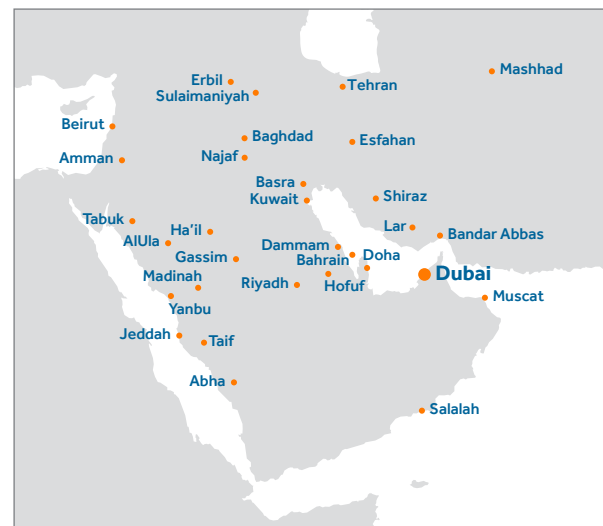 Mashhad
Erbil
Tehran
Sulaimaniyah
Beirut
Baghdad
Esfahan
Amman
Najaf
Basra
Kuwait
Shiraz
Tabuk
Ha'il
Lar
Bandar Abbas
AlUla
Dammam
Gassim
Bahrain
Doha
Dubai
Madinah
Riyadh
Hofuf
Yanbu
Muscat
Jeddah
Taif
Abha
Salalah